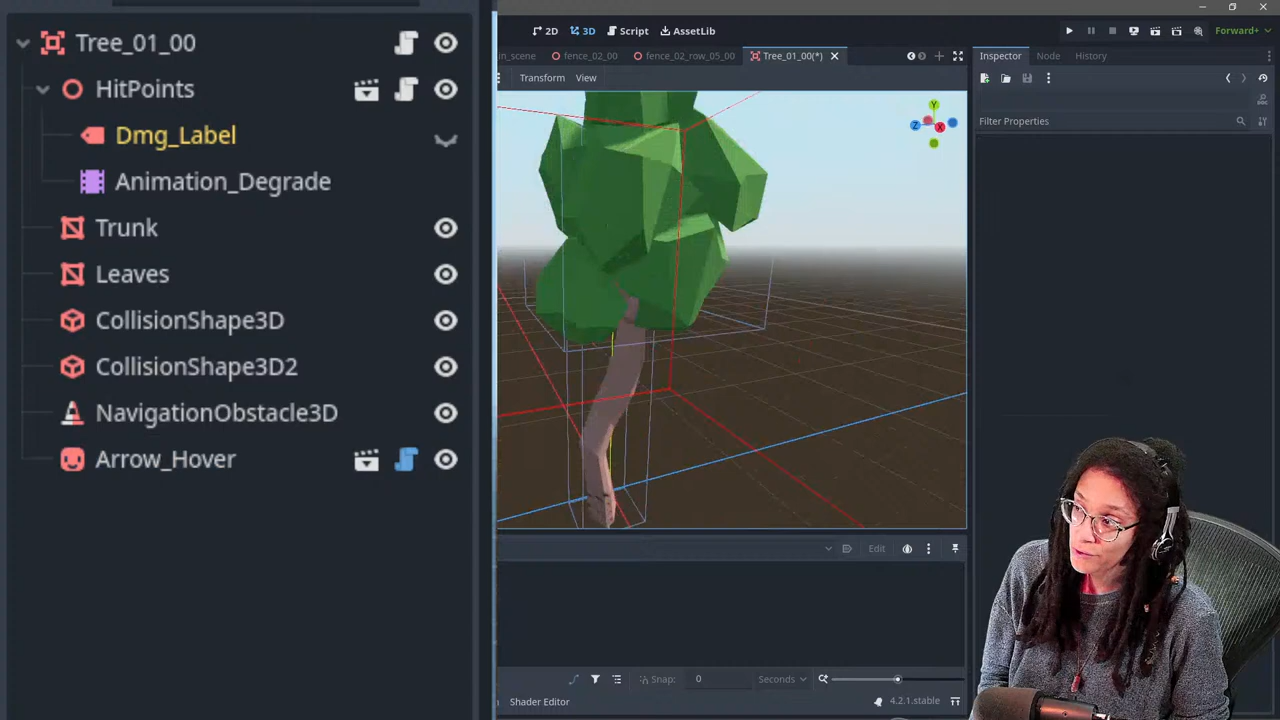 Tree_01_00
HitPoints
Dmg_Label
Animation_Degrade
Trunk
Leaves
CollisionShape3D
CollisionShape3D2
NavigationObstacle3D
Arrow_Hover
2D 3D Script AssetLib
Forward+
fence_02_00 fence_02_row_05_00 Tree_01_00(*)
Transform View
Y
Z X
Inspector Node History
Filter Properties
Edit
Snap: 0 Seconds
Shader Editor 4.2.1.stable